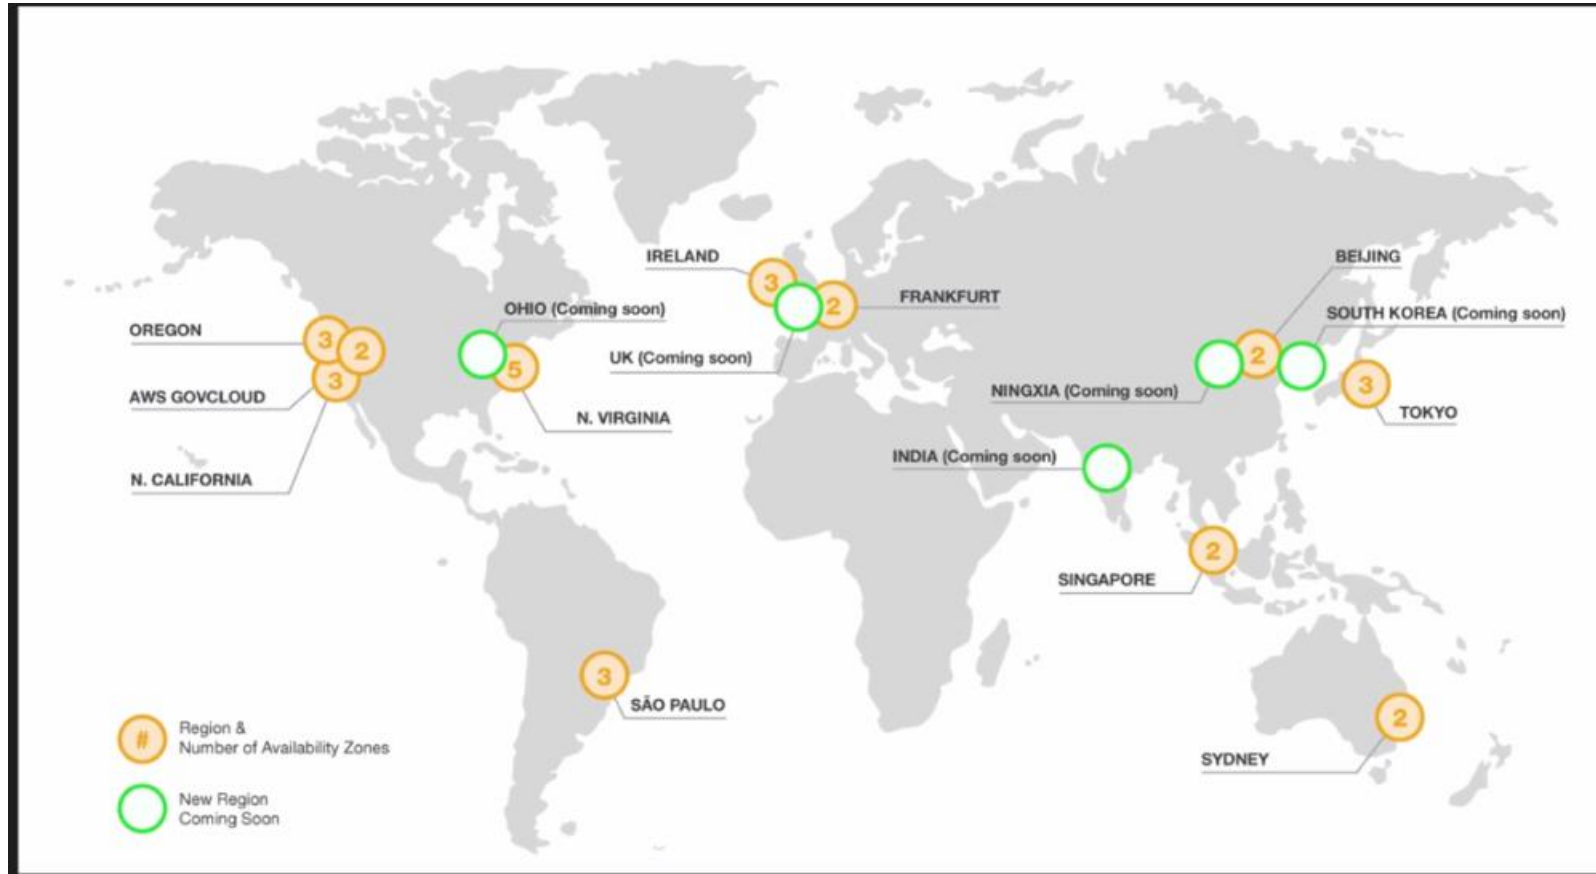 IRELAND
3
2
FRANKFURT
BEIJING
OHIO (Coming soon)
SOUTH KOREA (Coming soon)
OREGON
3
2
3
AWS GOVCLOUD
N. CALIFORNIA
5
N. VIRGINIA
UK (Coming soon)
2
NINGXIA (Coming soon)
3
TOKYO
INDIA (Coming soon)
2
SINGAPORE
3
SÃO PAULO
2
SYDNEY
#
Region &
Number of Availability Zones
New Region
Coming Soon